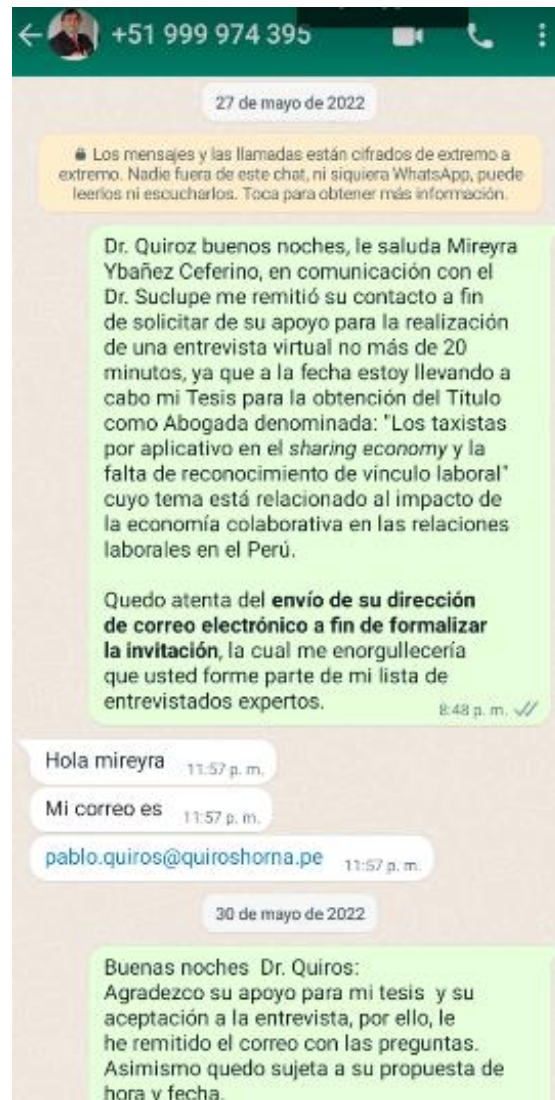 +51 999 974 395
27 de mayo de 2022
Los mensajes y las llamadas están cifrados de extremo a
extremo. Nadie fuera de este chat, ni siquiera WhatsApp, puede
leerlos ni escucharlos. Toca para obtener más información.
Dr. Quiroz buenos noches, le saluda Mireyra
Ybañez Ceferino, en comunicación con el
Dr. Suclupe me remitió su contacto a fin
de solicitar de su apoyo para la realización
de una entrevista virtual no más de 20
minutos, ya que a la fecha estoy llevando a
cabo mi Tesis para la obtención del Titulo
como Abogada denominada: "Los taxistas
por aplicativo en el sharing economy y la
falta de reconocimiento de vinculo laboral"
cuyo tema está relacionado al impacto de
la economía colaborativa en las relaciones
laborales en el Perú.
Quedo atenta del envío de su dirección
de correo electrónico a fin de formalizar
la invitación, la cual me enorgullecería
que usted forme parte de mi lista de
entrevistados expertos.
8:48 p. m.
Hola mireyra 11:57 p. m.
Mi correo es 11:57 p. m.
pablo.quiros@quiroshorna.pe 11:57 p. m.
30 de mayo de 2022
Buenas noches Dr. Quiros:
Agradezco su apoyo para mi tesis y su
aceptación a la entrevista, por ello, le
he remitido el correo con las preguntas.
Asimismo quedo sujeta a su propuesta de
hora y fecha.